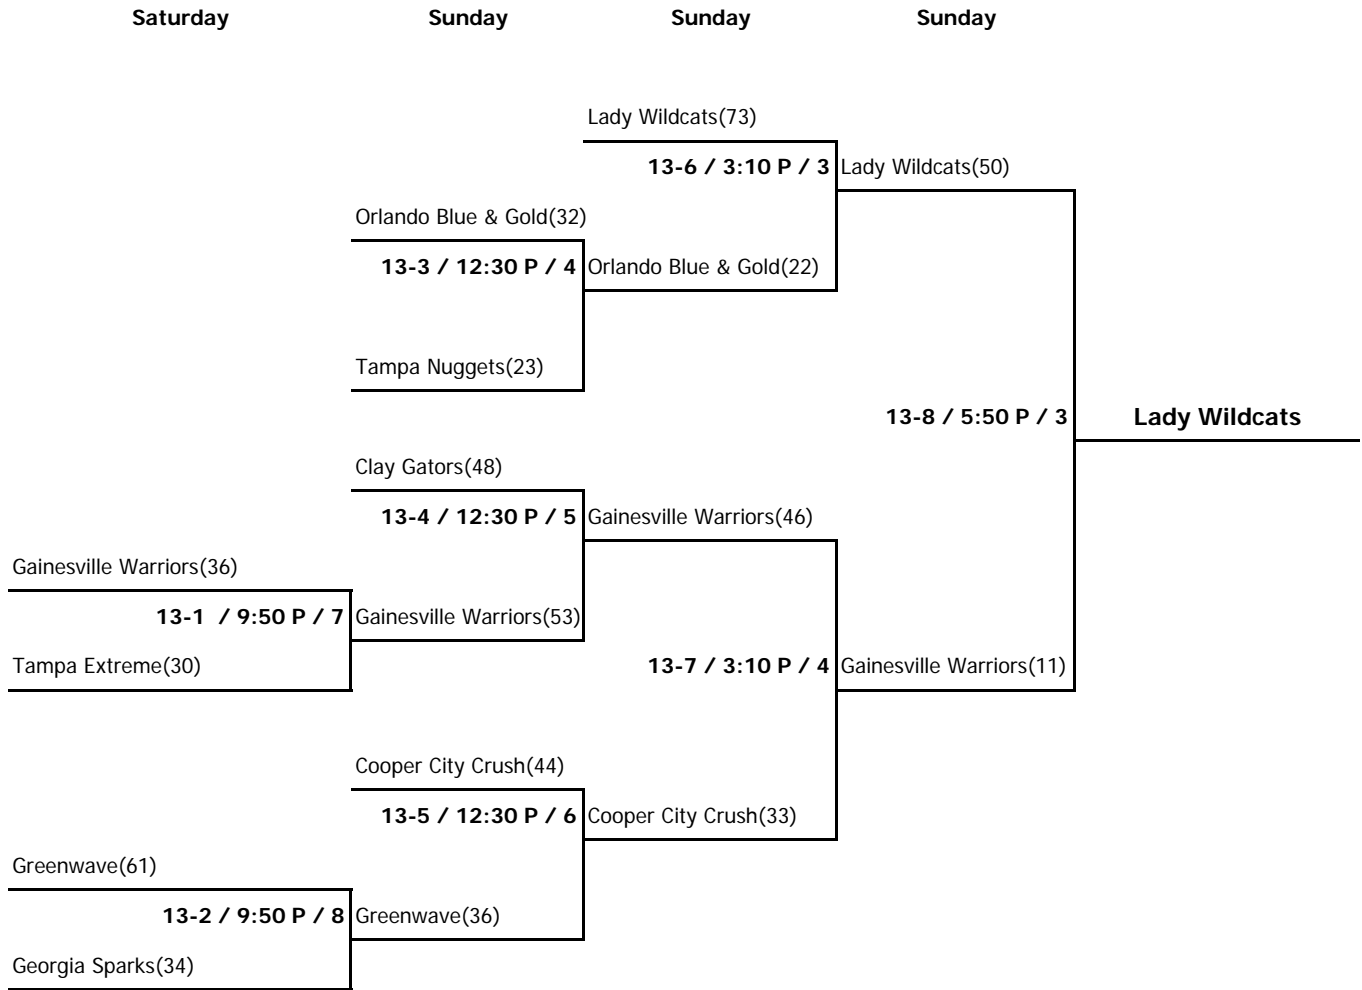 Saturday Sunday Sunday Sunday
Lady Wildcats(73)
13-6 / 3:10 P / 3 Lady Wildcats(50)
Orlando Blue & Gold(32)
13-3 / 12:30 P / 4 Orlando Blue & Gold(22)
Tampa Nuggets(23)
13-8 / 5:50 P / 3 Lady Wildcats
Clay Gators(48)
13-4 / 12:30 P / 5 Gainesville Warriors(46)
Gainesville Warriors(36)
13-1 / 9:50 P / 7 Gainesville Warriors(53)
Tampa Extreme(30) 13-7 / 3:10 P / 4 Gainesville Warriors(11)
Cooper City Crush(44)
13-5 / 12:30 P / 6 Cooper City Crush(33)
Greenwave(61)
13-2 / 9:50 P / 8 Greenwave(36)
Georgia Sparks(34)